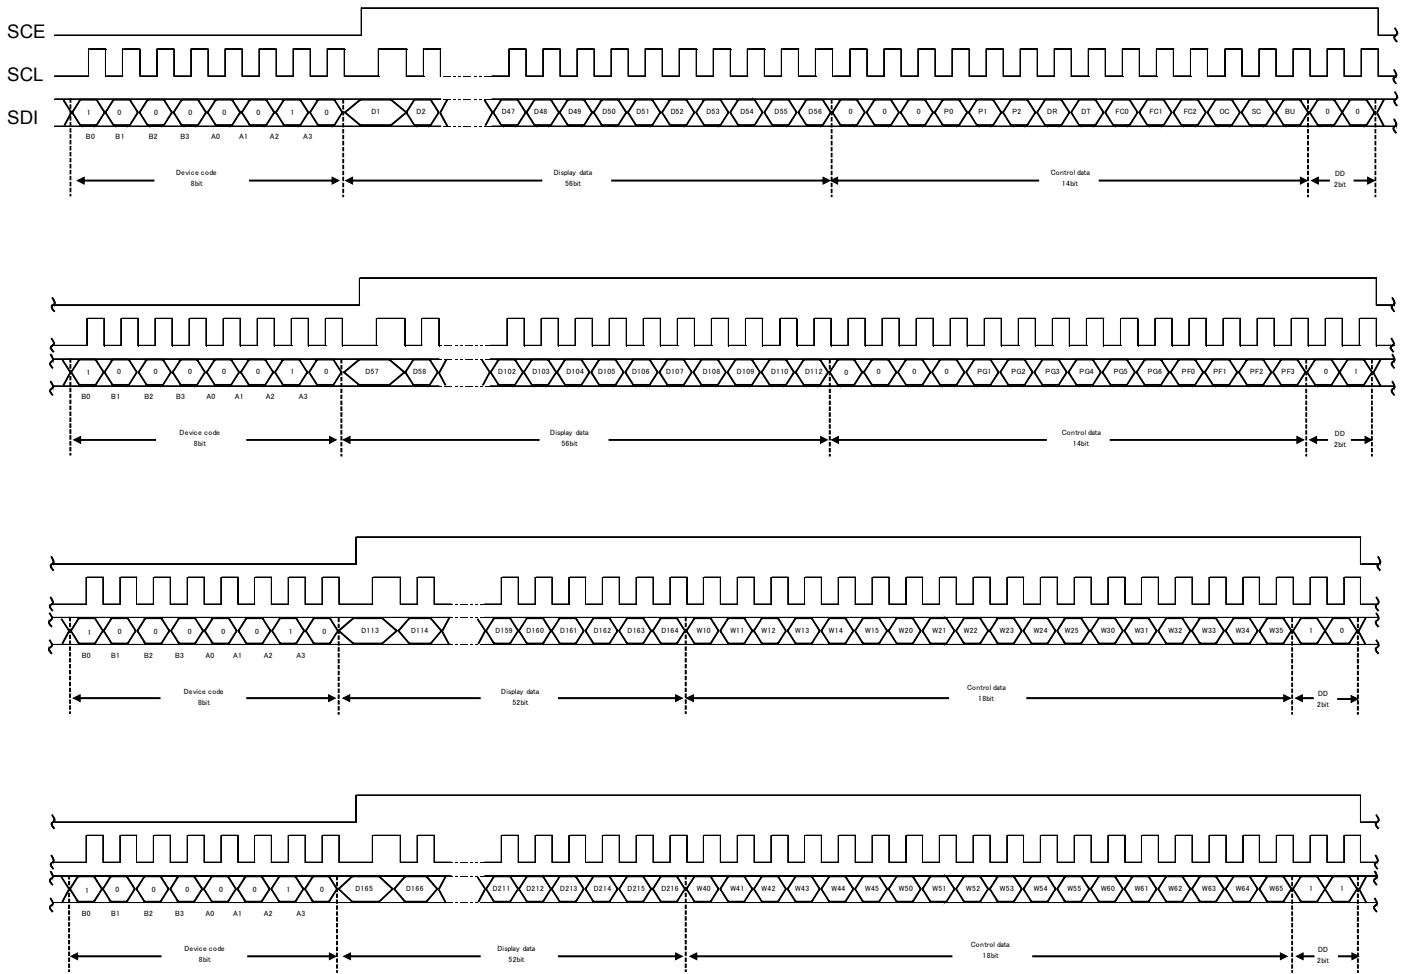 SCE
SCL
SDI
1 0 0 0 0 0 1 0 D1 D2 D47 D48 D49 D50 D51 D52 D53 D54 D55 D56 0 0 0 P0 P1 P2 DR DT FC0 FC1 FC2 OC SC BU 0 0
B0 B1 B2 B3 A0 A1 A2 A3
Device code
8bit
Display data
56bit
Control data
14bit
DD
2bit
1 0 0 0 0 0 1 0 D57 D58 D102 D103 D104 D105 D106 D107 D108 D109 D110 D112 0 0 0 0 PG1 PG2 PG3 PG4 PG5 PG6 PF0 PF1 PF2 PF3 0 1
B0 B1 B2 B3 A0 A1 A2 A3
Device code
8bit
Display data
56bit
Control data
14bit
DD
2bit
1 0 0 0 0 0 1 0 D113 D114 D159 D160 D161 D162 D163 D164 W10 W11 W12 W13 W14 W15 W20 W21 W22 W23 W24 W25 W30 W31 W32 W33 W34 W35 1 0
B0 B1 B2 B3 A0 A1 A2 A3
Device code
8bit
Display data
52bit
Control data
18bit
DD
2bit
1 0 0 0 0 0 1 0 D165 D166 D211 D212 D213 D214 D215 D216 W40 W41 W42 W43 W44 W45 W50 W51 W52 W53 W54 W55 W60 W61 W62 W63 W64 W65 1 1
B0 B1 B2 B3 A0 A1 A2 A3
Device code
8bit
Display data
52bit
Control data
18bit
DD
2bit